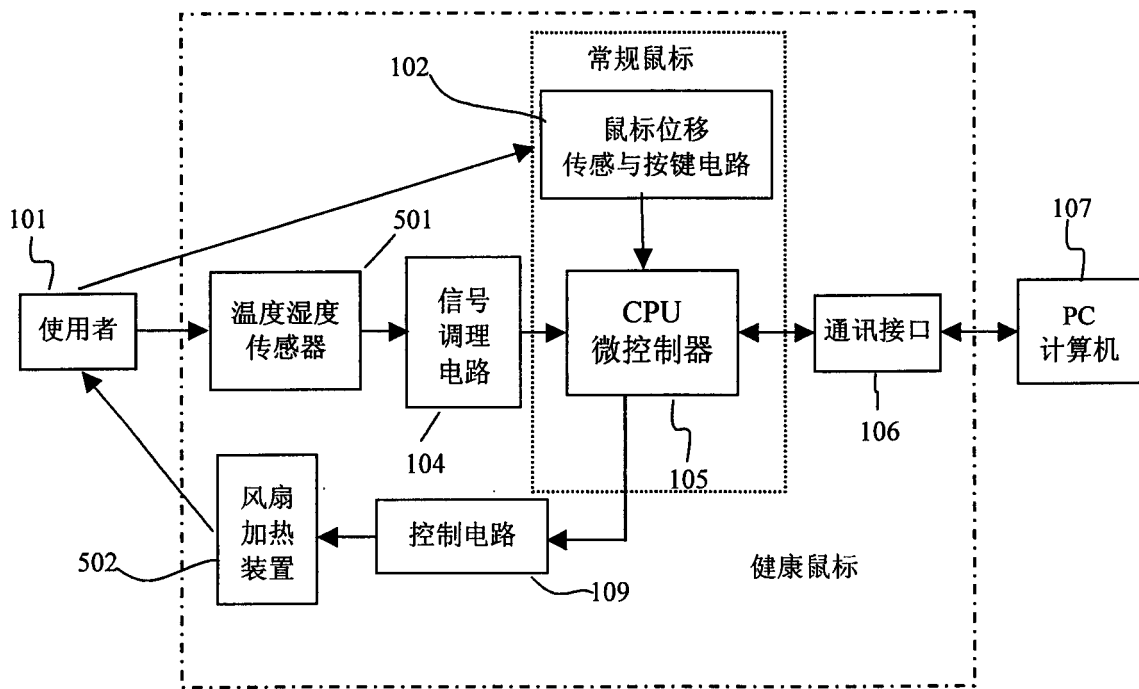 常规鼠标
102
鼠标位移
传感与按键电路
101
501
107
使用者
温度湿度
传感器
信号
调理
电路
CPU
微控制器
通讯接口
PC
计算机
104
105
106
风扇
加热
装置
控制电路
502
109
健康鼠标